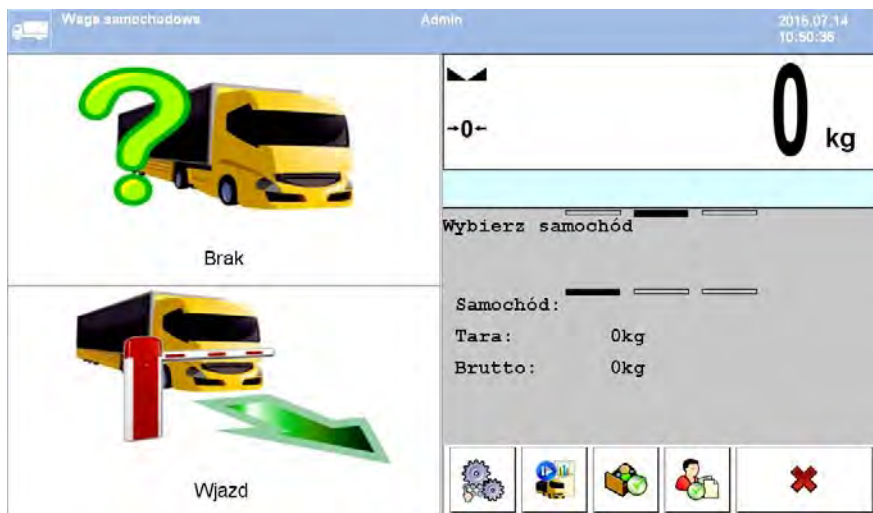 Waga samochodowa
Admin
2016.07.14
10:50:36
Brak
Wjazd
→0←
0 kg
Wybierz samochód
Samochód:
Tara: 0kg
Brutto: 0kg